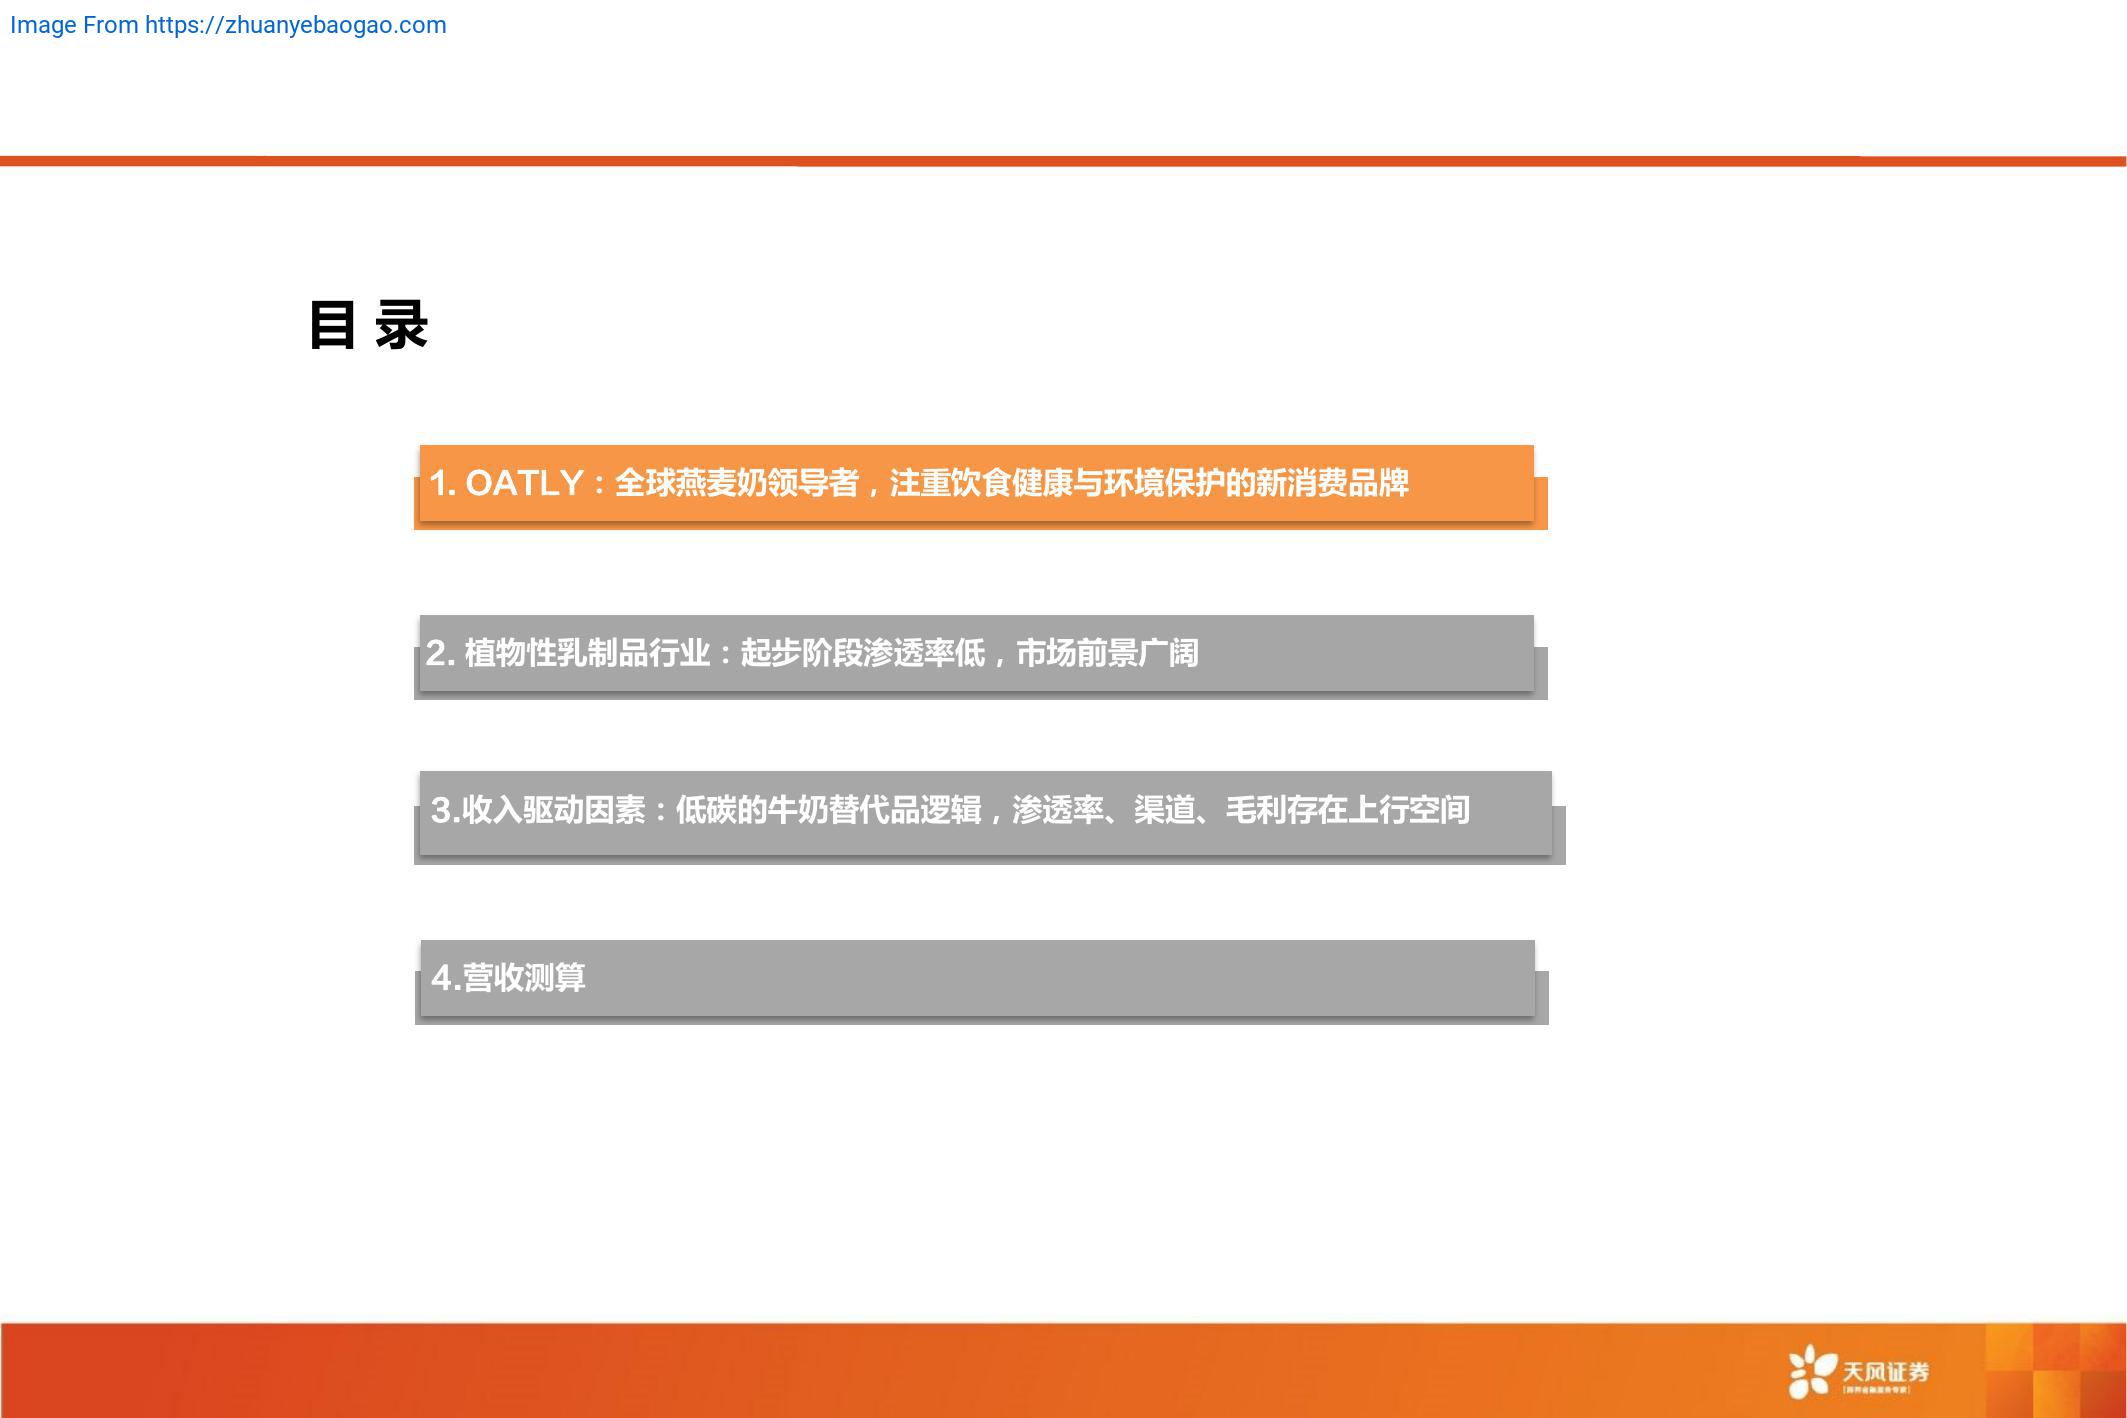 Image From https://zhuanyebaogao.com
目 录
1. OATLY：全球燕麦奶领导者，注重饮食健康与环境保护的新消费品牌
2. 植物性乳制品行业：起步阶段渗透率低，市场前景广阔
3.收入驱动因素：低碳的牛奶替代品逻辑，渗透率、渠道、毛利存在上行空间
4.营收测算
天风证券